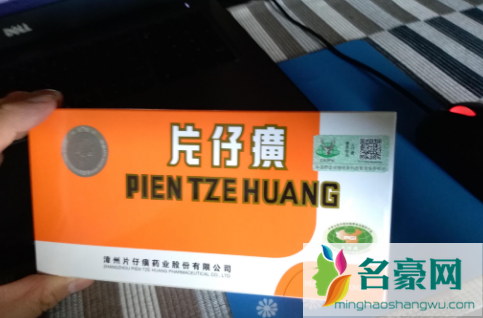 DELL
片仔癀
PIEN TZE HUANG
漳州片仔癀药业股份有限公司
ZHANGZHOU PIEN TZE HUANG PHARMACEUTICAL CO., LTD.
名豪网
minghaoshangwu.com